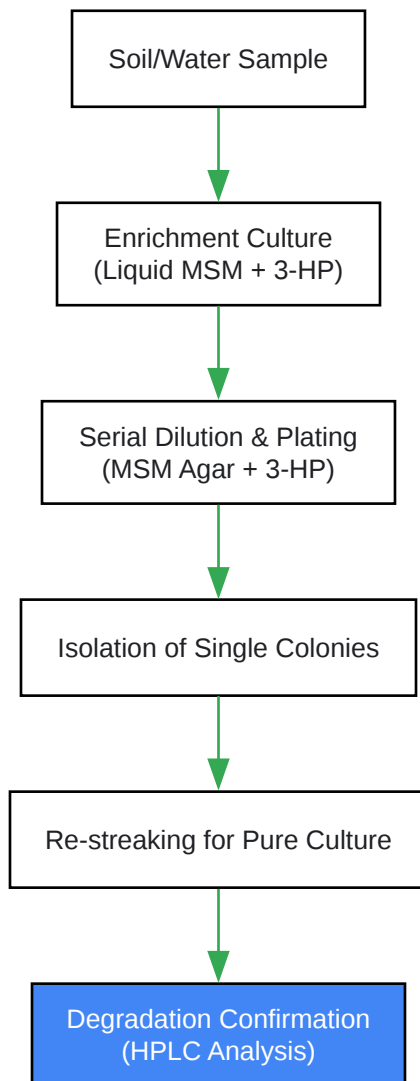 Soil/Water Sample
Enrichment Culture
(Liquid MSM + 3-HP)
Serial Dilution & Plating
(MSM Agar + 3-HP)
Isolation of Single Colonies
Re-streaking for Pure Culture
Degradation Confirmation
(HPLC Analysis)